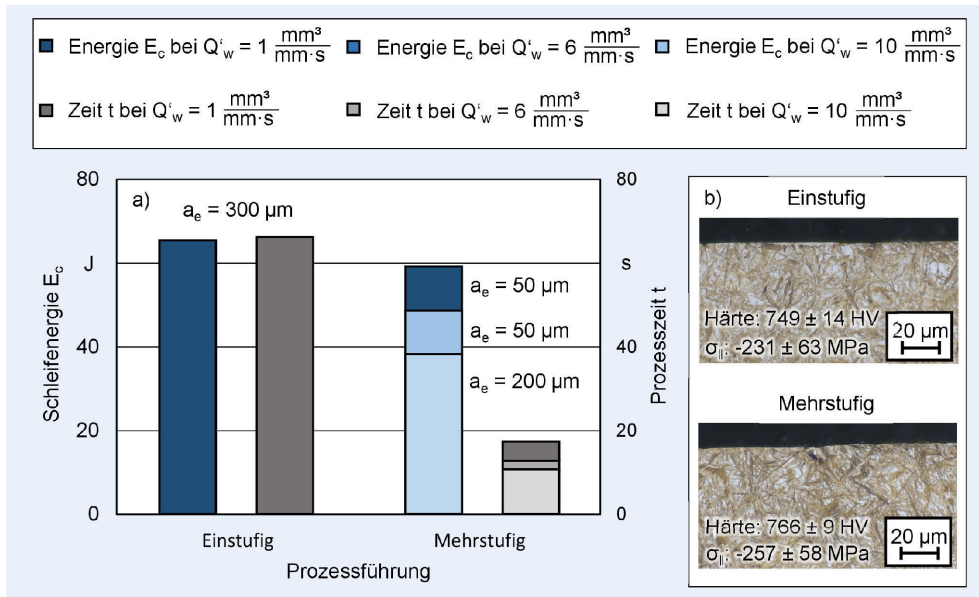 Energie E_c bei Q'_w = 1 mm³/mm·s
Energie E_c bei Q'_w = 6 mm³/mm·s
Energie E_c bei Q'_w = 10 mm³/mm·s
Zeit t bei Q'_w = 1 mm³/mm·s
Zeit t bei Q'_w = 6 mm³/mm·s
Zeit t bei Q'_w = 10 mm³/mm·s
a)
80
J
40
20
0
Schleifenergie E_c
a_e = 300 µm
a_e = 50 µm
a_e = 50 µm
a_e = 200 µm
80
s
40
20
0
Prozesszeit t
Einstufig
Mehrstufig
Prozessführung
b)
Einstufig
Härte: 749 ± 14 HV
σ_||: -231 ± 63 MPa
20 µm
Mehrstufig
Härte: 766 ± 9 HV
σ_||: -257 ± 58 MPa
20 µm